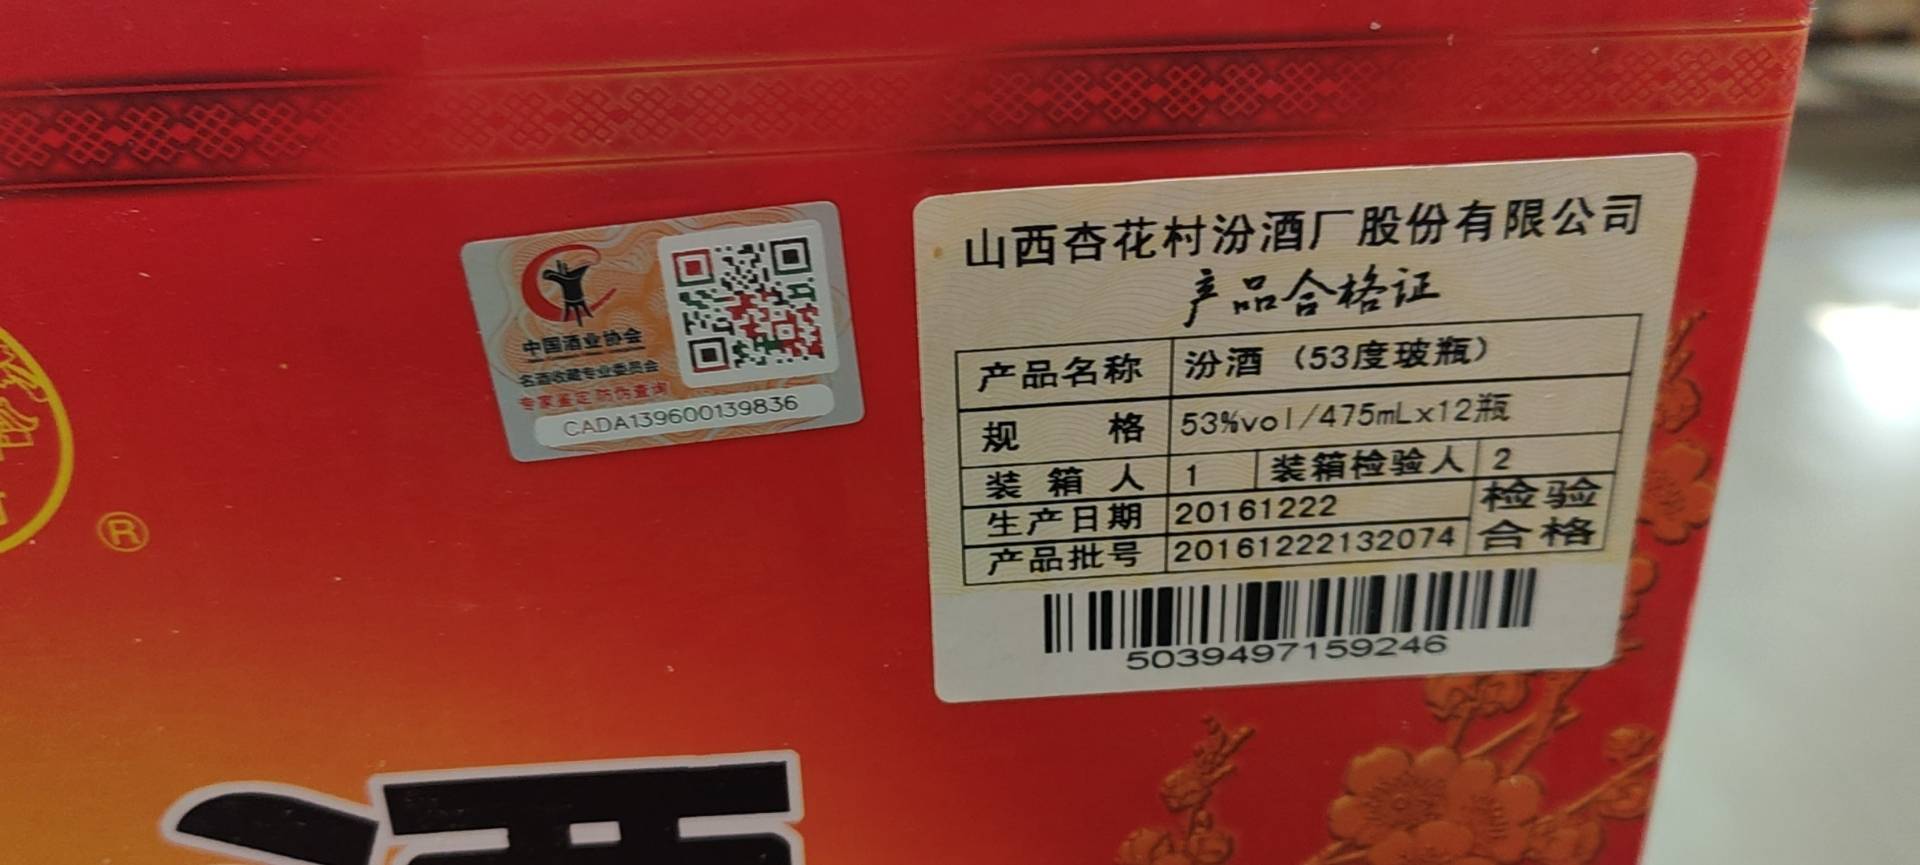 中国酒业协会
名酒收藏专业委员会
专家鉴定 防伪查询
CADA139600139836
®
山西杏花村汾酒厂股份有限公司
产品合格证
产品名称 汾酒（53度玻瓶）
规 格 53%vol/475mLx12瓶
装 箱 人 1 装箱检验人 2
生产日期 20161222 检验
产品批号 20161222132074 合格
5039497159246
酒